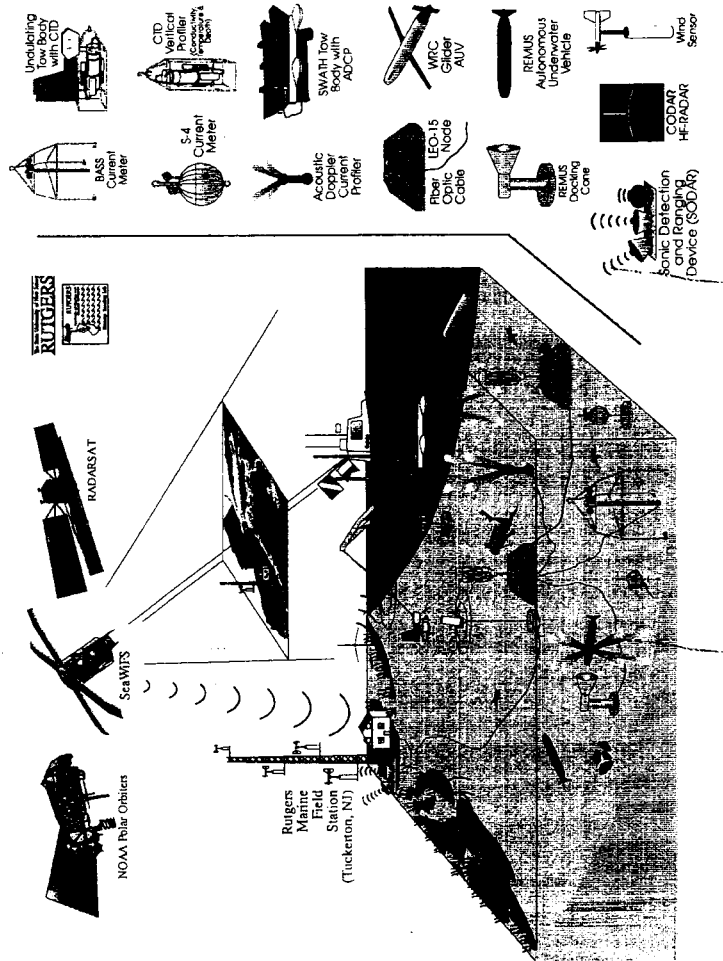 NOAA Polar Orbiters
SeaWiFS
RADARSAT
RUTGERS
Rutgers
Marine
Field
Station
(Tuckerton, NJ)
BASS
Current
Meter
Undulating
Tow Body
with CTD
S-4
Current
Meter
CTD
Vertical
Profiler
(Conductivity,
Temperature &
Depth)
Acoustic
Doppler
Current
Profiler
SWATH Tow
Body with
ADCP
Fiber
Optic
Cable
LEO-15
Node
WRC
Glider
AUV
REMUS
Docking
Cone
REMUS
Autonomous
Underwater
Vehicle
Sonic Detection
and Ranging
Device (SODAR)
CODAR
HF-RADAR
Wind
Sensor